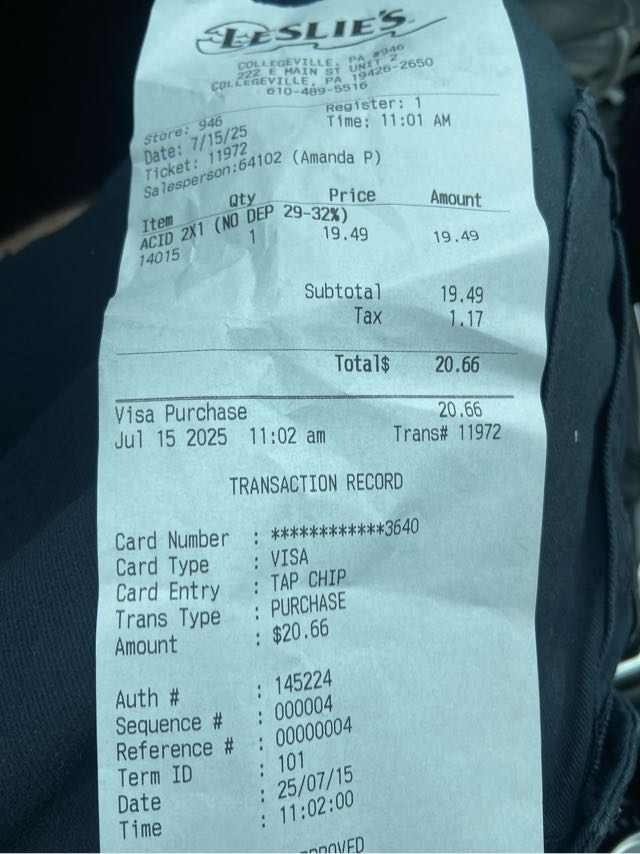 LESLIE'S
COLLEGEVILLE, PA #946
222 E MAIN ST UNIT 2
COLLEGEVILLE, PA 19426-2650
610-489-5516
Store: 946 Register: 1
Date: 7/15/25 Time: 11:01 AM
Ticket: 11972
Salesperson:64102 (Amanda P)
Item Qty Price Amount
ACID 2X1 (NO DEP 29-32%)
14015 1 19.49 19.49
Subtotal 19.49
Tax 1.17
Total$ 20.66
Visa Purchase 20.66
Jul 15 2025 11:02 am Trans# 11972
TRANSACTION RECORD
Card Number : ************3640
Card Type : VISA
Card Entry : TAP CHIP
Trans Type : PURCHASE
Amount : $20.66
Auth # : 145224
Sequence # : 000004
Reference # : 00000004
Term ID : 101
Date : 25/07/15
Time : 11:02:00